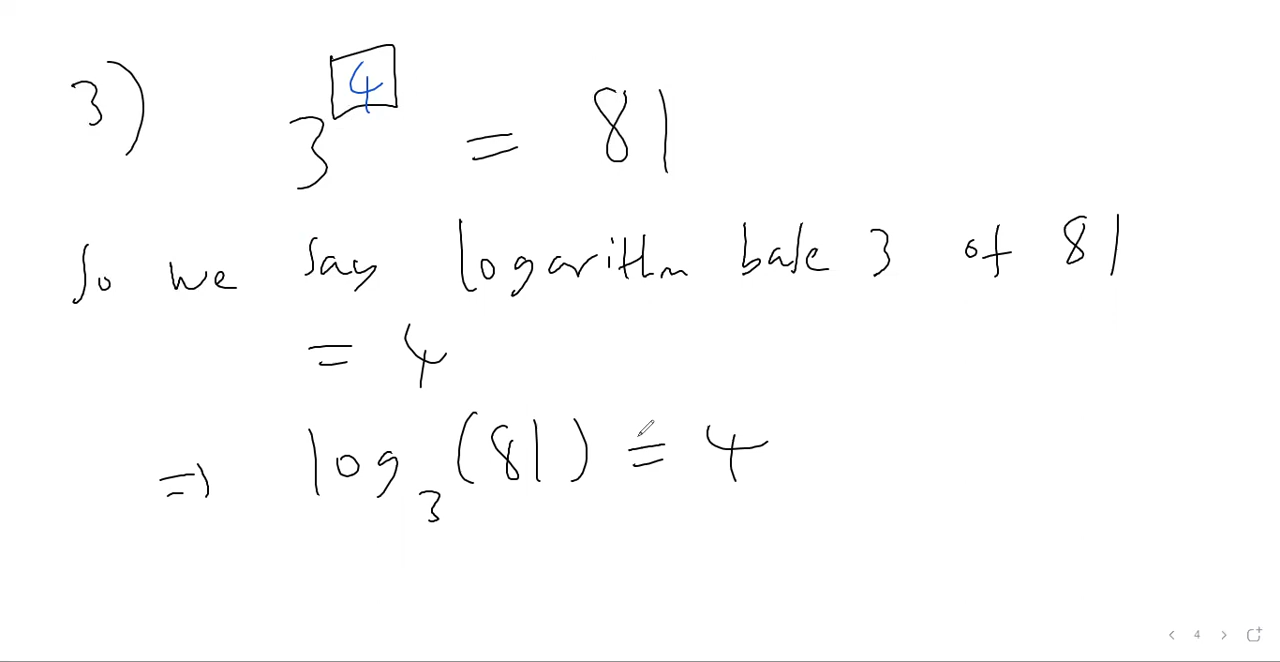 3) 3^4 = 81
So we say logarithm base 3 of 81
= 4
=> log_3 (81) = 4
< 4 >